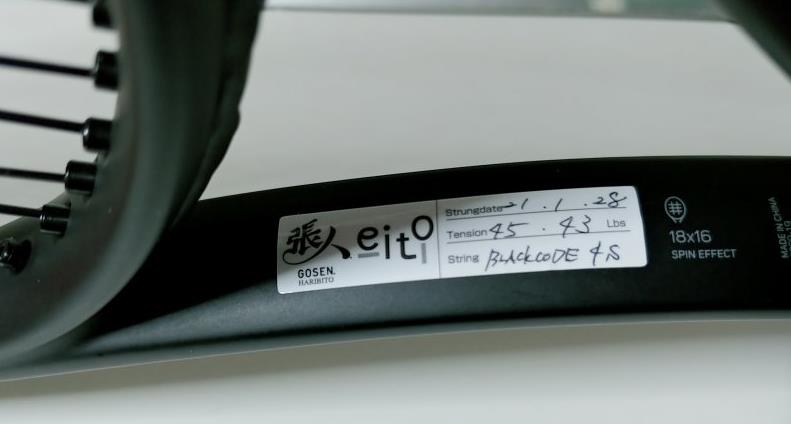 張人
GOSEN
HARIBITO
eito
Strungdate 21.1.28
Tension 45.43 Lbs
String BLACKCODE 4S
18x16
SPIN EFFECT
MADE IN CHINA